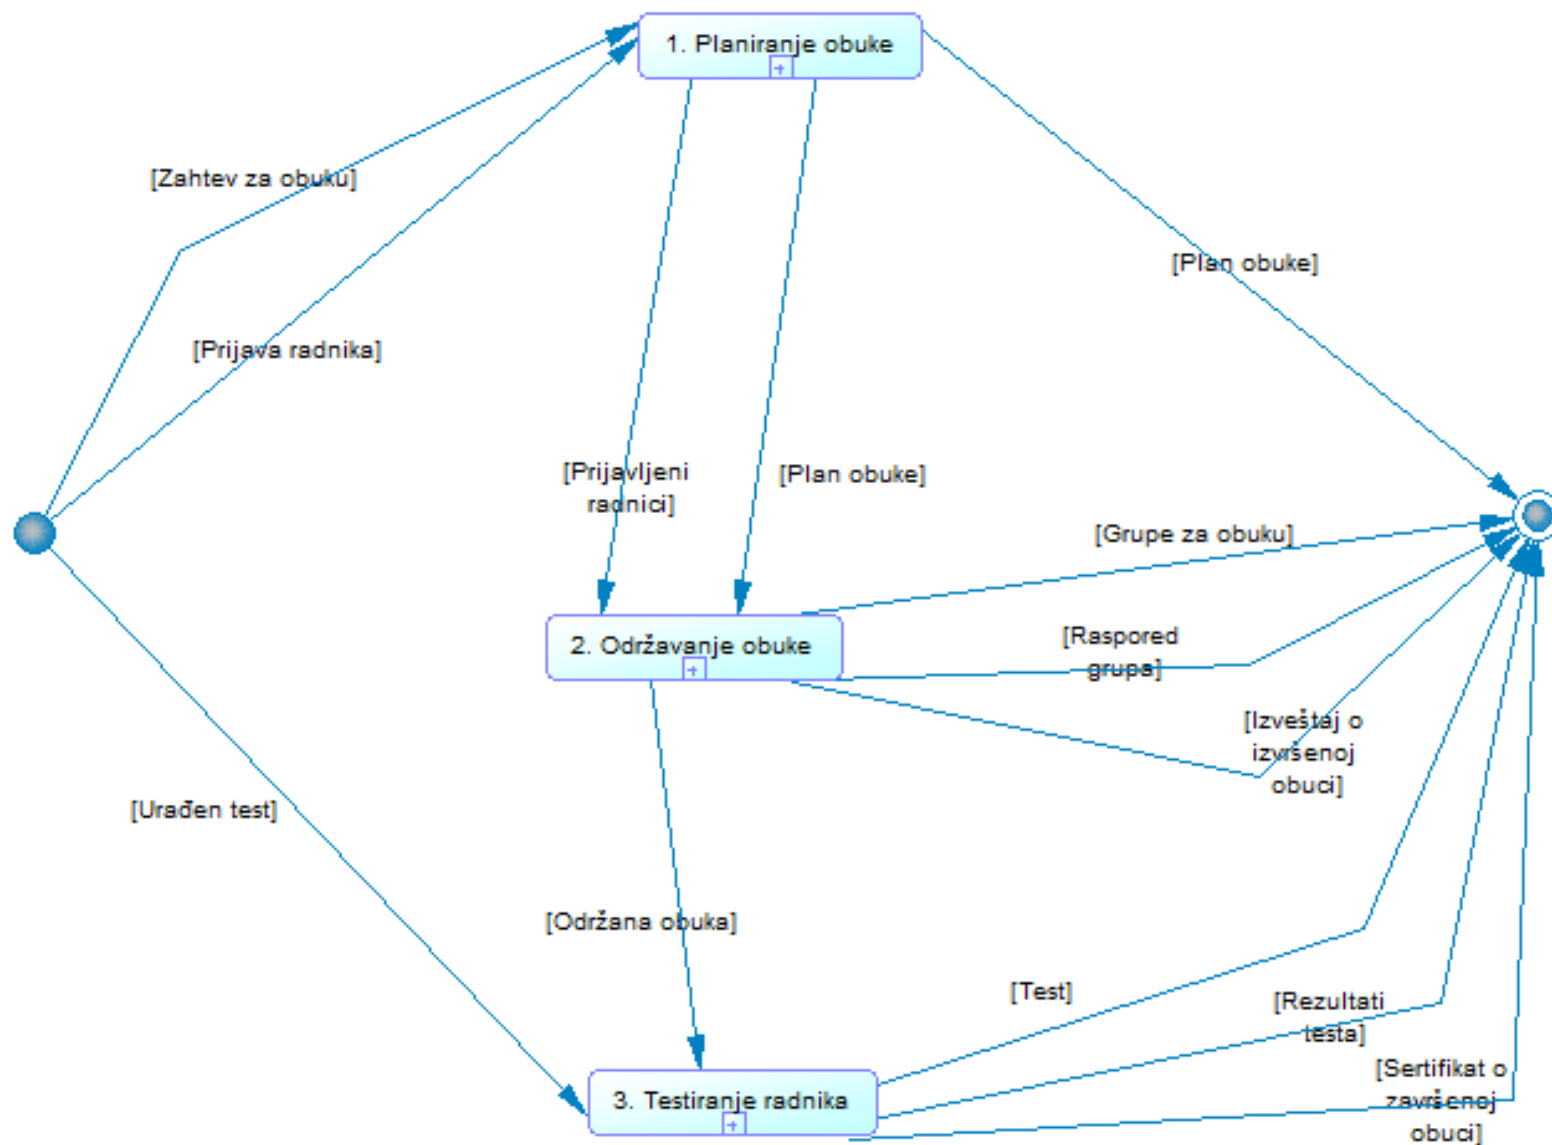 1. Planiranje obuke
[Zahtev za obuku]
[Plan obuke]
[Prijava radnika]
[Prijavljeni
radnici]
[Plan obuke]
[Grupe za obuku]
2. Održavanje obuke
[Raspored
grupa]
[Izveštaj o
izvršenoj
obuci]
[Urađen test]
[Održana obuka]
[Test]
[Rezultati
testa]
[Sertifikat o
završenoj
obuci]
3. Testiranje radnika